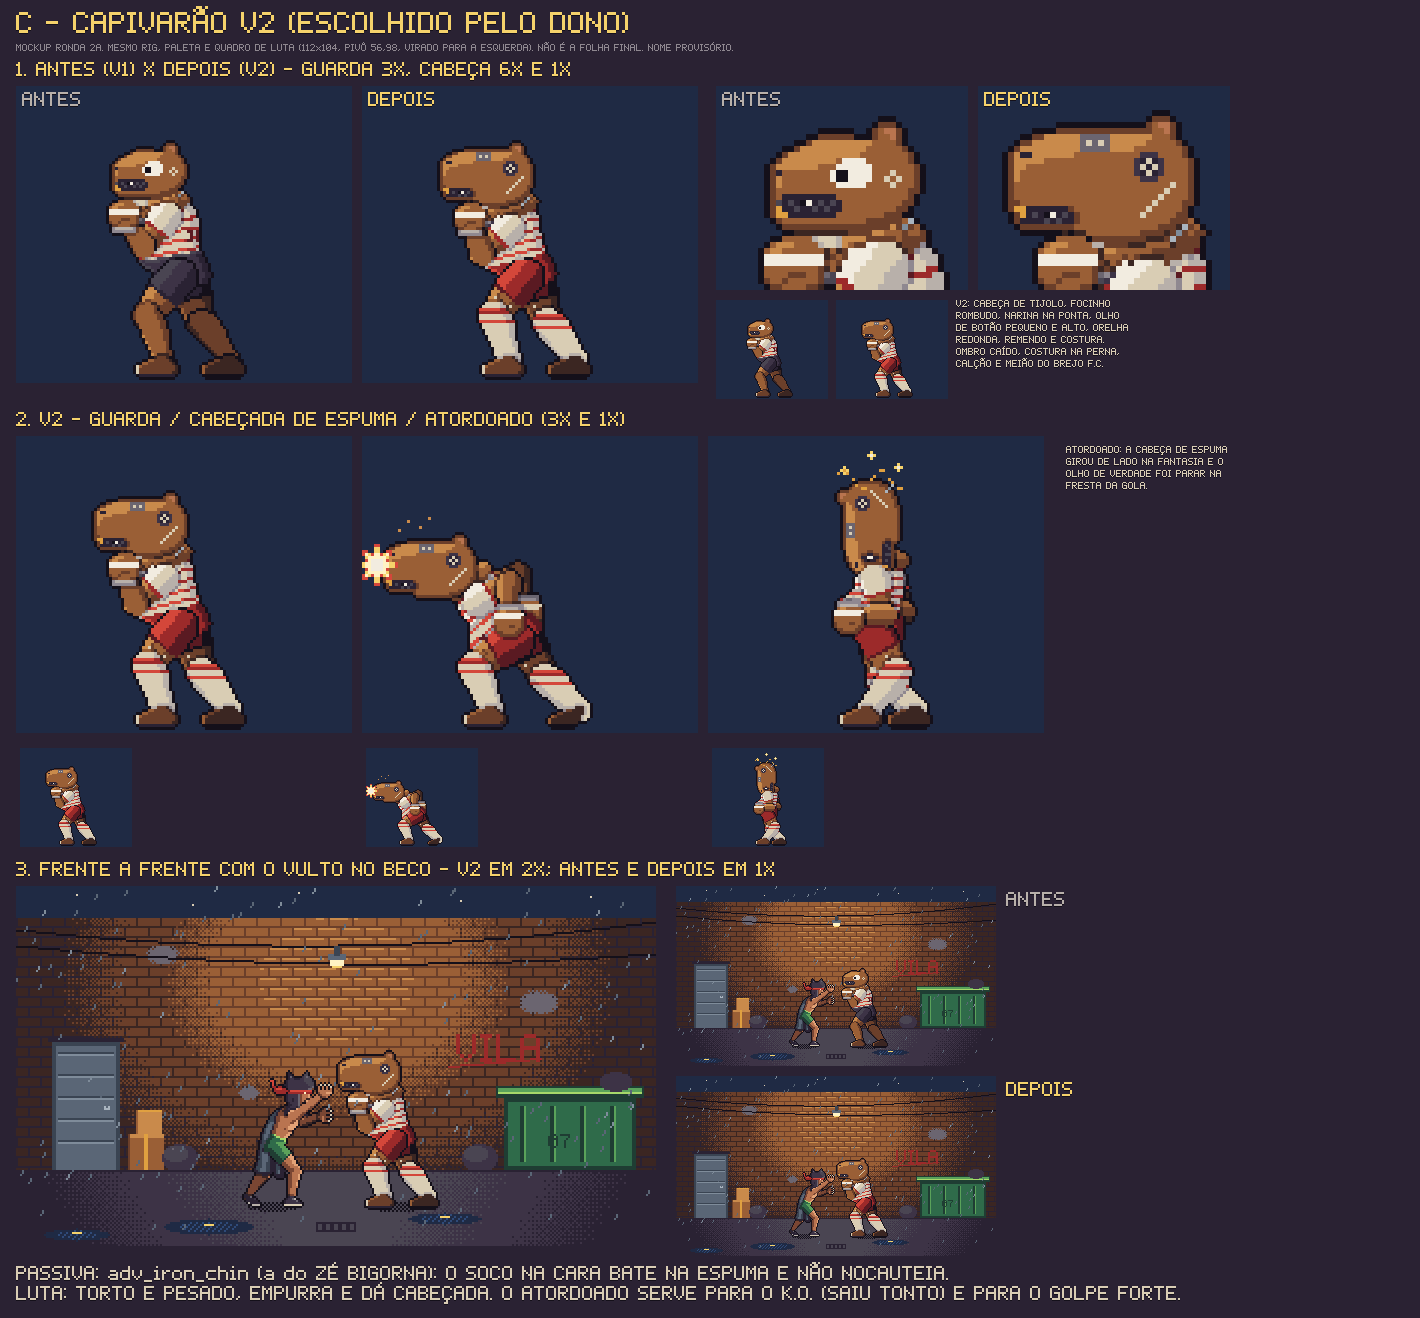 C - CAPIVARÃO V2 (ESCOLHIDO PELO DONO)
MOCKUP RONDA 2A. MESMO RIG, PALETA E QUADRO DE LUTA (112x104, PIVÔ 56,98, VIRADO PARA A ESQUERDA). NÃO É A FOLHA FINAL. NOME PROVISÓRIO.
1. ANTES (V1) X DEPOIS (V2) - GUARDA 3X, CABEÇA 6X E 1X
ANTES
DEPOIS
ANTES
DEPOIS
V2: CABEÇA DE TIJOLO, FOCINHO
ROMBUDO, NARINA NA PONTA, OLHO
DE BOTÃO PEQUENO E ALTO, ORELHA
REDONDA, REMENDO E COSTURA.
OMBRO CAÍDO, COSTURA NA PERNA,
CALÇÃO E MEIÃO DO BREJO F.C.
2. V2 - GUARDA / CABEÇADA DE ESPUMA / ATORDOADO (3X E 1X)
ATORDOADO: A CABEÇA DE ESPUMA
GIROU DE LADO NA FANTASIA E O
OLHO DE VERDADE FOI PARAR NA
FRESTA DA GOLA.
3. FRENTE A FRENTE COM O VULTO NO BECO - V2 EM 2X; ANTES E DEPOIS EM 1X
VILA
07
ANTES
VILA
07
DEPOIS
VILA
07
PASSIVA: adv_iron_chin (a do ZÉ BIGORNA): O SOCO NA CARA BATE NA ESPUMA E NÃO NOCAUTEIA.
LUTA: TORTO E PESADO, EMPURRA E DÁ CABEÇADA. O ATORDOADO SERVE PARA O K.O. (SAIU TONTO) E PARA O GOLPE FORTE.